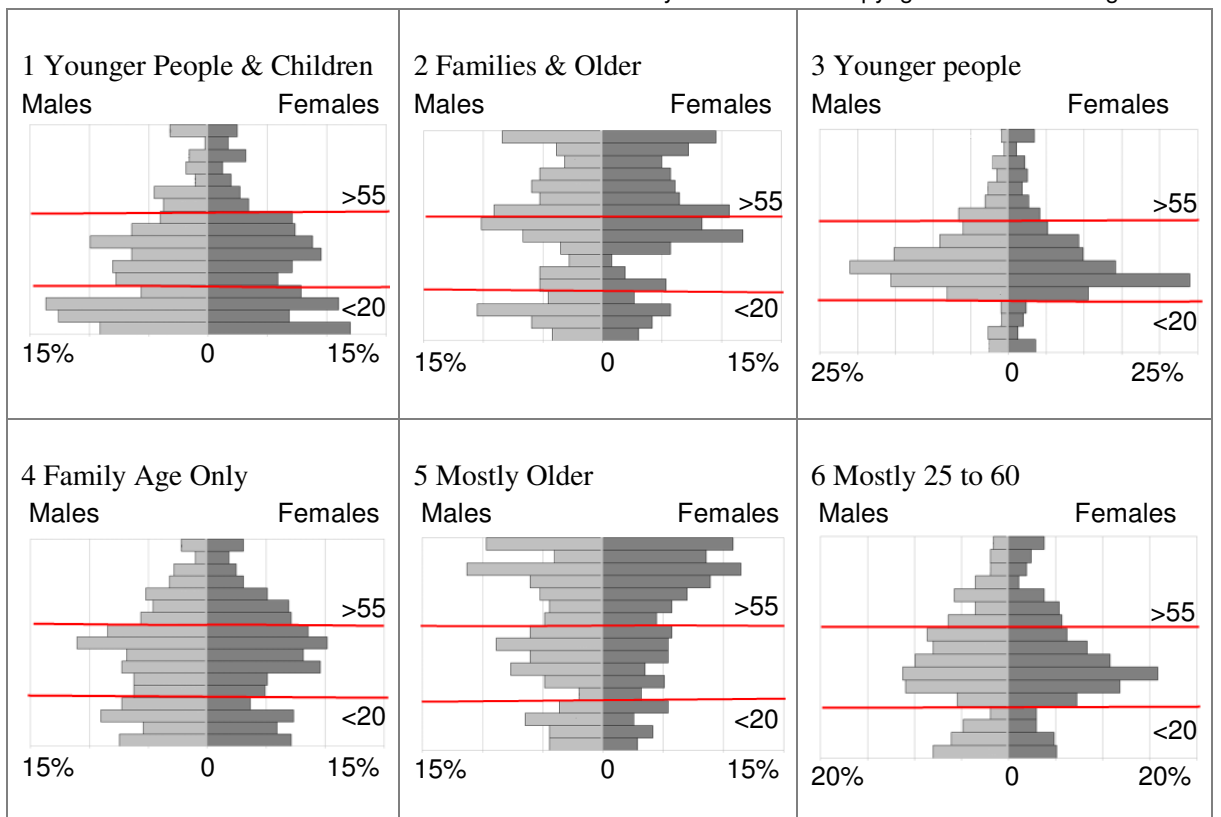 1 Younger People & Children
Males Females
>55
<20
15% 0 15%
2 Families & Older
Males Females
>55
<20
15% 0 15%
3 Younger people
Males Females
>55
<20
25% 0 25%
4 Family Age Only
Males Females
>55
<20
15% 0 15%
5 Mostly Older
Males Females
>55
<20
15% 0 15%
6 Mostly 25 to 60
Males Females
>55
<20
20% 0 20%